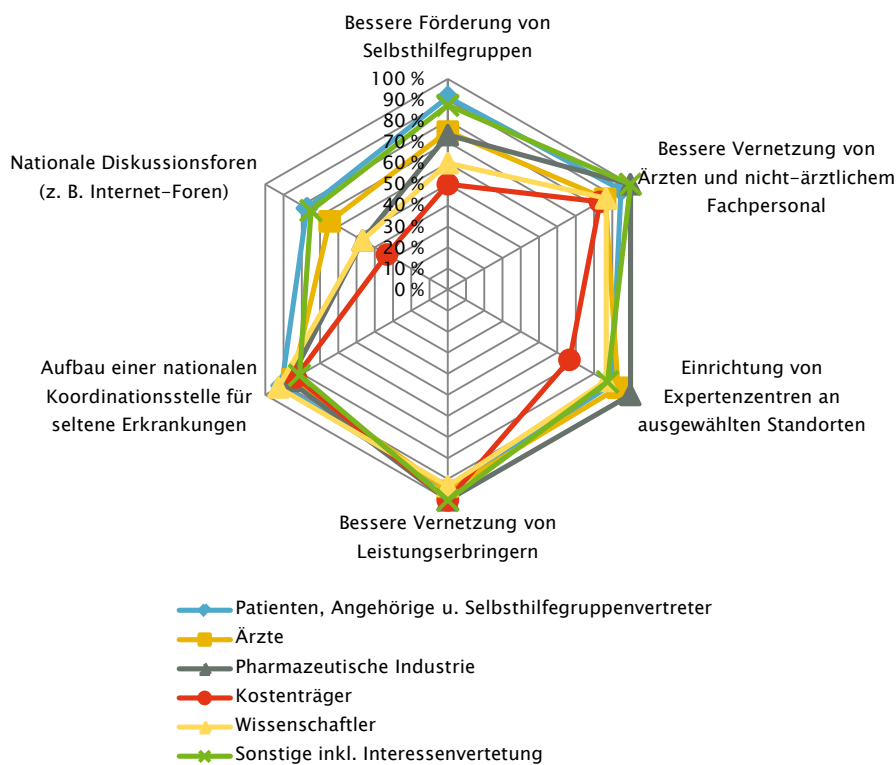 Bessere Förderung von
Selbsthilfegruppen
100 %
90 %
80 %
70 %
60 %
50 %
40 %
30 %
20 %
10 %
0 %
Bessere Vernetzung von
Ärzten und nicht-ärztlichem
Fachpersonal
Einrichtung von
Expertenzentren an
ausgewählten Standorten
Bessere Vernetzung von
Leistungserbringern
Aufbau einer nationalen
Koordinationsstelle für
seltene Erkrankungen
Nationale Diskussionsforen
(z. B. Internet-Foren)
Patienten, Angehörige u. Selbsthilfegruppenvertreter
Ärzte
Pharmazeutische Industrie
Kostenträger
Wissenschaftler
Sonstige inkl. Interessenvertetung